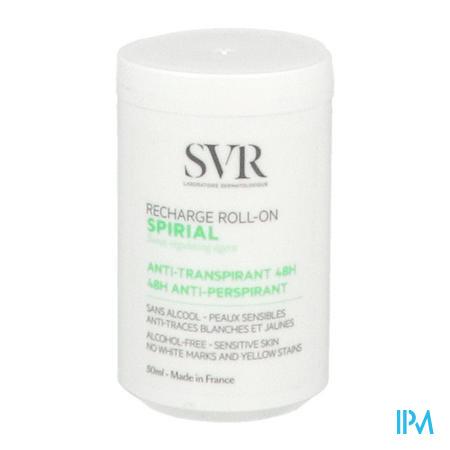 SVR
LABORATOIRE DERMATOLOGIQUE
RECHARGE ROLL-ON
SPIRIAL
ANTI-TRANSPIRANT 48H
48H ANTI-PERSPIRANT
SANS ALCOOL - PEAUX SENSIBLES
ANTI-TRACES BLANCHES ET JAUNES
ALCOHOL-FREE - SENSITIVE SKIN
NO WHITE MARKS AND YELLOW STAINS
50ml - Made in France
IPM